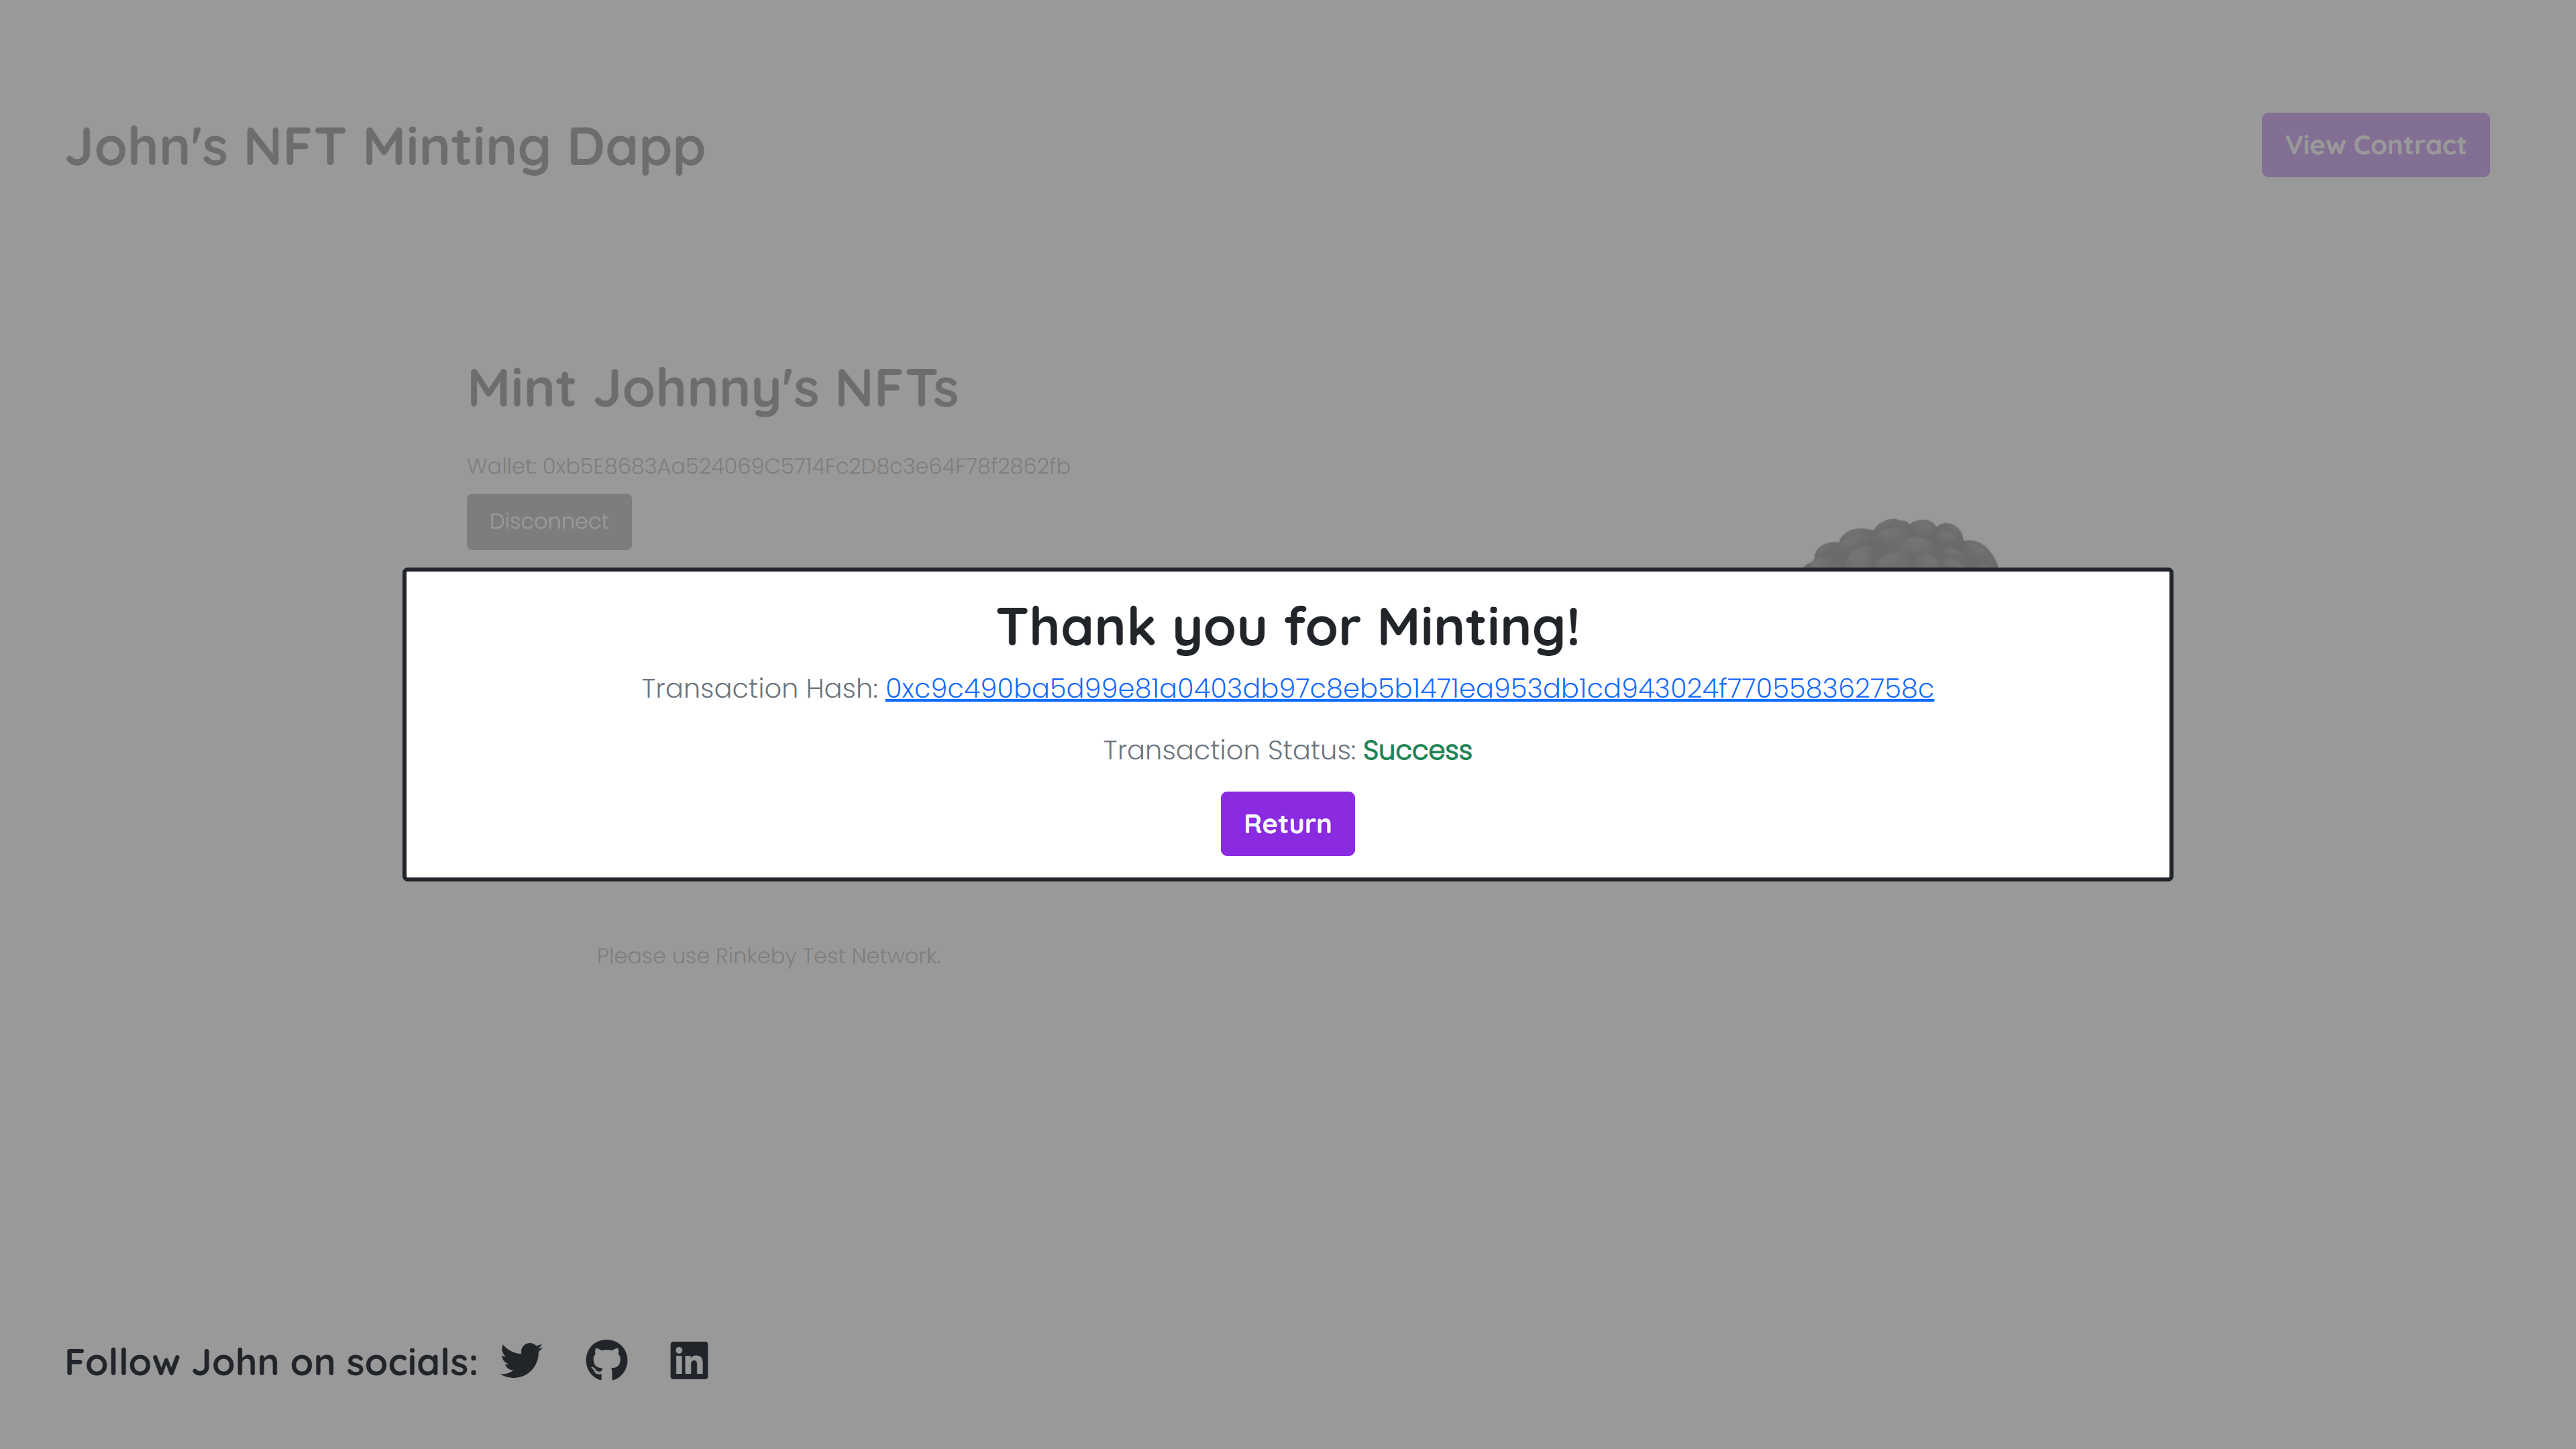 John's NFT Minting Dapp
View Contract
Mint Johnny's NFTs
Wallet: 0xb5E8683Aa524069C5714Fc2D8c3e64F78f2862fb
Disconnect
Thank you for Minting!
Transaction Hash: 0xc9c490ba5d99e81a0403db97c8eb5b1471ea953db1cd943024f770558362758c
Transaction Status: Success
Return
Please use Rinkeby Test Network.
Follow John on socials: